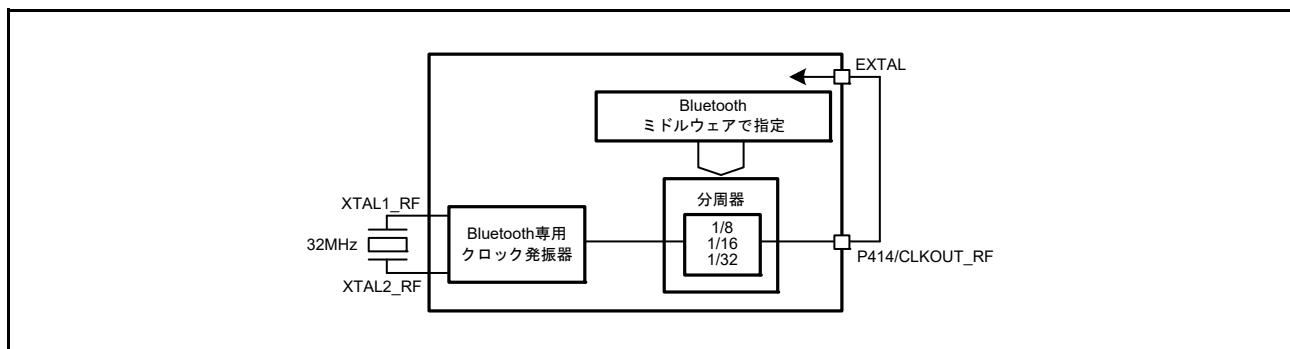 EXTAL
Bluetooth
ミドルウェアで指定
XTAL1_RF
32MHz
XTAL2_RF
Bluetooth専用
クロック発振器
分周器
1/8
1/16
1/32
P414/CLKOUT_RF